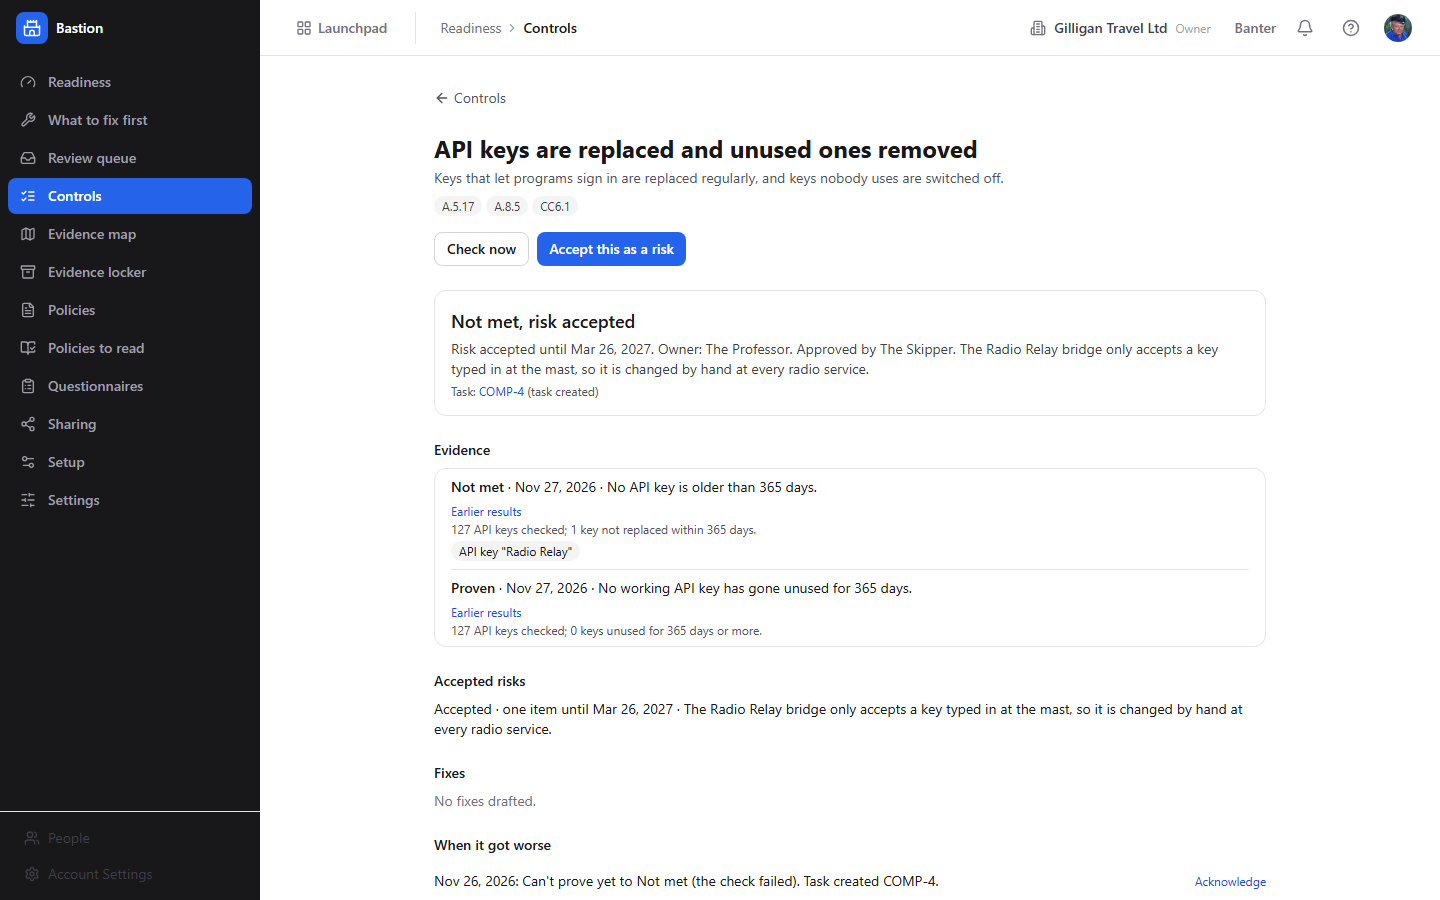 Bastion
Launchpad
Readiness > Controls
Gilligan Travel Ltd Owner
Banter
Readiness
What to fix first
Review queue
Controls
Evidence map
Evidence locker
Policies
Policies to read
Questionnaires
Sharing
Setup
Settings
People
Account Settings
Controls
API keys are replaced and unused ones removed
Keys that let programs sign in are replaced regularly, and keys nobody uses are switched off.
A.5.17 A.8.5 CC6.1
Check now Accept this as a risk
Not met, risk accepted
Risk accepted until Mar 26, 2027. Owner: The Professor. Approved by The Skipper. The Radio Relay bridge only accepts a key
typed in at the mast, so it is changed by hand at every radio service.
Task: COMP-4 (task created)
Evidence
Not met · Nov 27, 2026 · No API key is older than 365 days.
Earlier results
127 API keys checked; 1 key not replaced within 365 days.
API key "Radio Relay"
Proven · Nov 27, 2026 · No working API key has gone unused for 365 days.
Earlier results
127 API keys checked; 0 keys unused for 365 days or more.
Accepted risks
Accepted · one item until Mar 26, 2027 · The Radio Relay bridge only accepts a key typed in at the mast, so it is changed by hand at
every radio service.
Fixes
No fixes drafted.
When it got worse
Nov 26, 2026: Can't prove yet to Not met (the check failed). Task created COMP-4.
Acknowledge